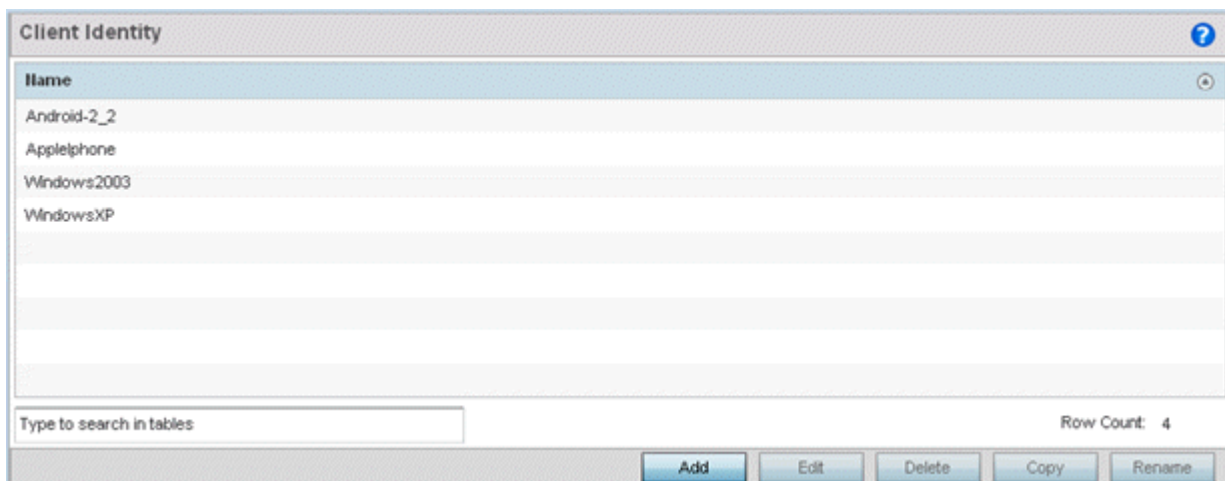 Client Identity
?
Name
Android-2_2
AppleIphone
Windows2003
WindowsXP
Type to search in tables
Row Count: 4
Add Edit Delete Copy Rename